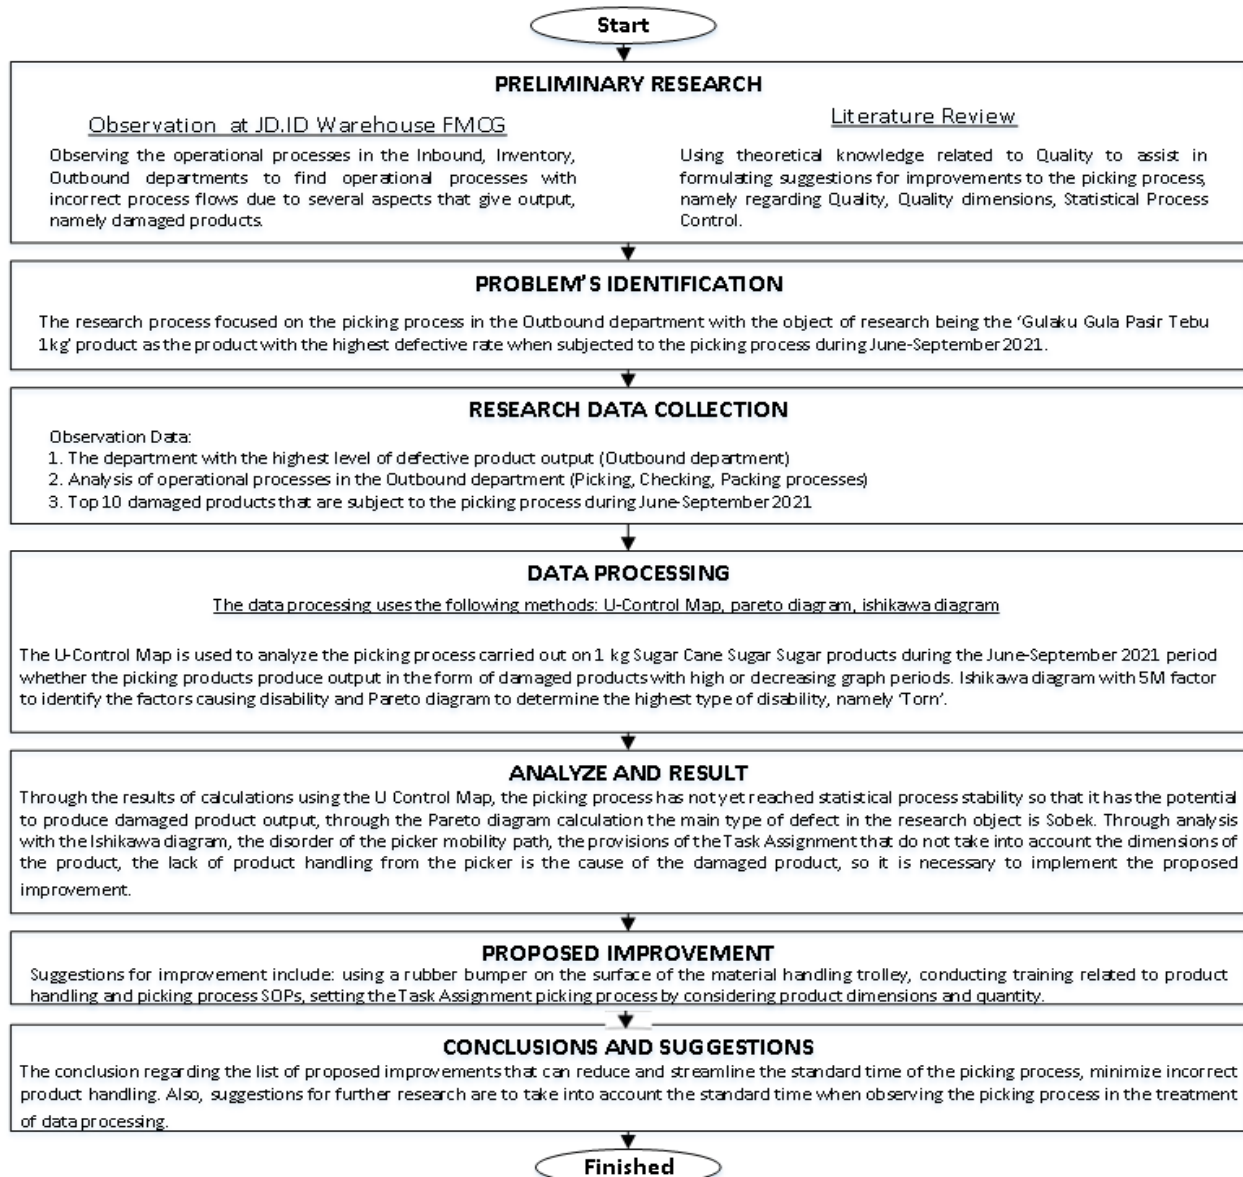 Start
PRELIMINARY RESEARCH
Observation at JD.ID Warehouse FMCG
Observing the operational processes in the Inbound, Inventory,
Outbound departments to find operational processes with
incorrect process flows due to several aspects that give output,
namely damaged products.
Literature Review
Using theoretical knowledge related to Quality to assist in
formulating suggestions for improvements to the picking process,
namely regarding Quality, Quality dimensions, Statistical Process
Control.
PROBLEM'S IDENTIFICATION
The research process focused on the picking process in the Outbound department with the object of research being the 'Gulaku Gula Pasir Tebu
1kg' product as the product with the highest defective rate when subjected to the picking process during June-September 2021.
RESEARCH DATA COLLECTION
Observation Data:
1. The department with the highest level of defective product output (Outbound department)
2. Analysis of operational processes in the Outbound department (Picking, Checking, Packing processes)
3. Top 10 damaged products that are subject to the picking process during June-September 2021
DATA PROCESSING
The data processing uses the following methods: U-Control Map, pareto diagram, ishikawa diagram
The U-Control Map is used to analyze the picking process carried out on 1 kg Sugar Cane Sugar Sugar products during the June-September 2021 period
whether the picking products produce output in the form of damaged products with high or decreasing graph periods. Ishikawa diagram with 5M factor
to identify the factors causing disability and Pareto diagram to determine the highest type of disability, namely 'Torn'.
ANALYZE AND RESULT
Through the results of calculations using the U Control Map, the picking process has not yet reached statistical process stability so that it has the potential
to produce damaged product output, through the Pareto diagram calculation the main type of defect in the research object is Sobek. Through analysis
with the Ishikawa diagram, the disorder of the picker mobility path, the provisions of the Task Assignment that do not take into account the dimensions of
the product, the lack of product handling from the picker is the cause of the damaged product, so it is necessary to implement the proposed
improvement.
PROPOSED IMPROVEMENT
Suggestions for improvement include: using a rubber bumper on the surface of the material handling trolley, conducting training related to product
handling and picking process SOPs, setting the Task Assignment picking process by considering product dimensions and quantity.
CONCLUSIONS AND SUGGESTIONS
The conclusion regarding the list of proposed improvements that can reduce and streamline the standard time of the picking process, minimize incorrect
product handling. Also, suggestions for further research are to take into account the standard time when observing the picking process in the treatment
of data processing.
Finished